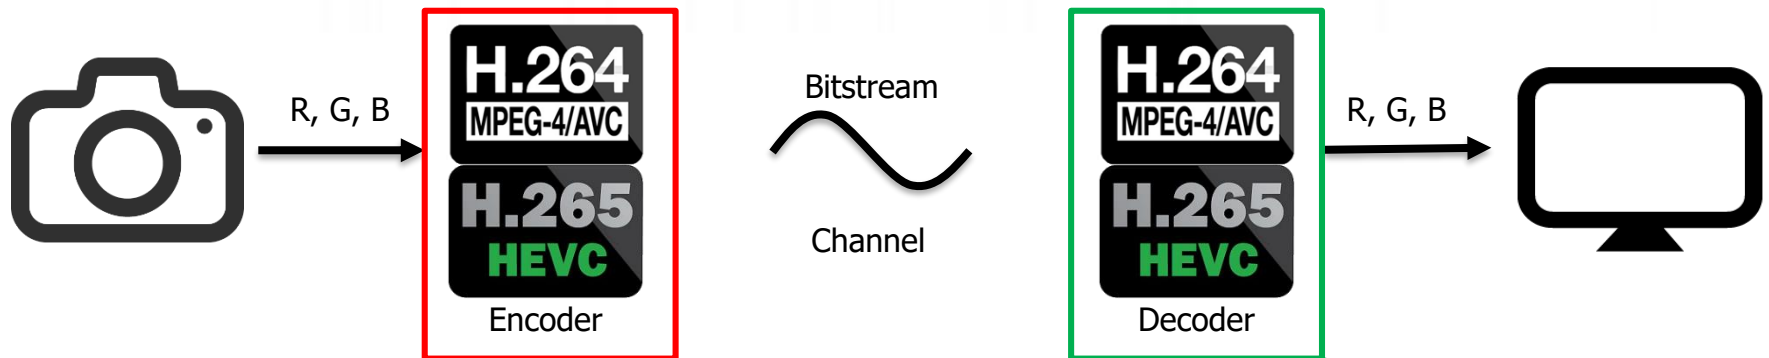 R, G, B
H.264
MPEG-4/AVC
H.265
HEVC
Encoder
Bitstream
Channel
H.264
MPEG-4/AVC
H.265
HEVC
Decoder
R, G, B